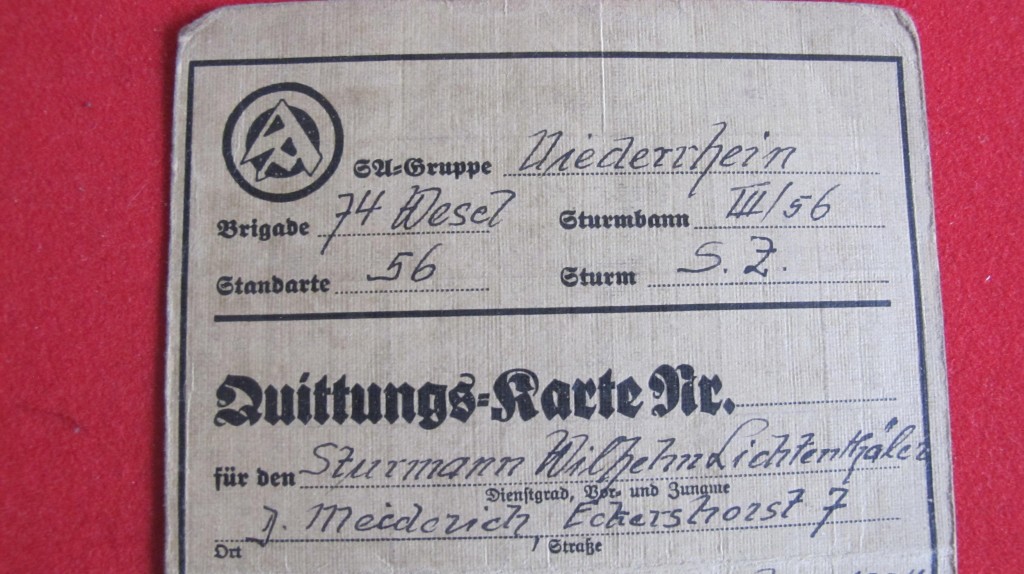 SA=Gruppe Niederrhein
Brigade 74 Wesel Sturmbann III/56
Standarte 56 Sturm S. Z.
Quittungs=Karte Nr.
für den Sturmann Wilhelm Lichtenthäler
Dienstgrad, Vor= und Zuname
D. Meiderich, Eckershorst 7
Ort Straße